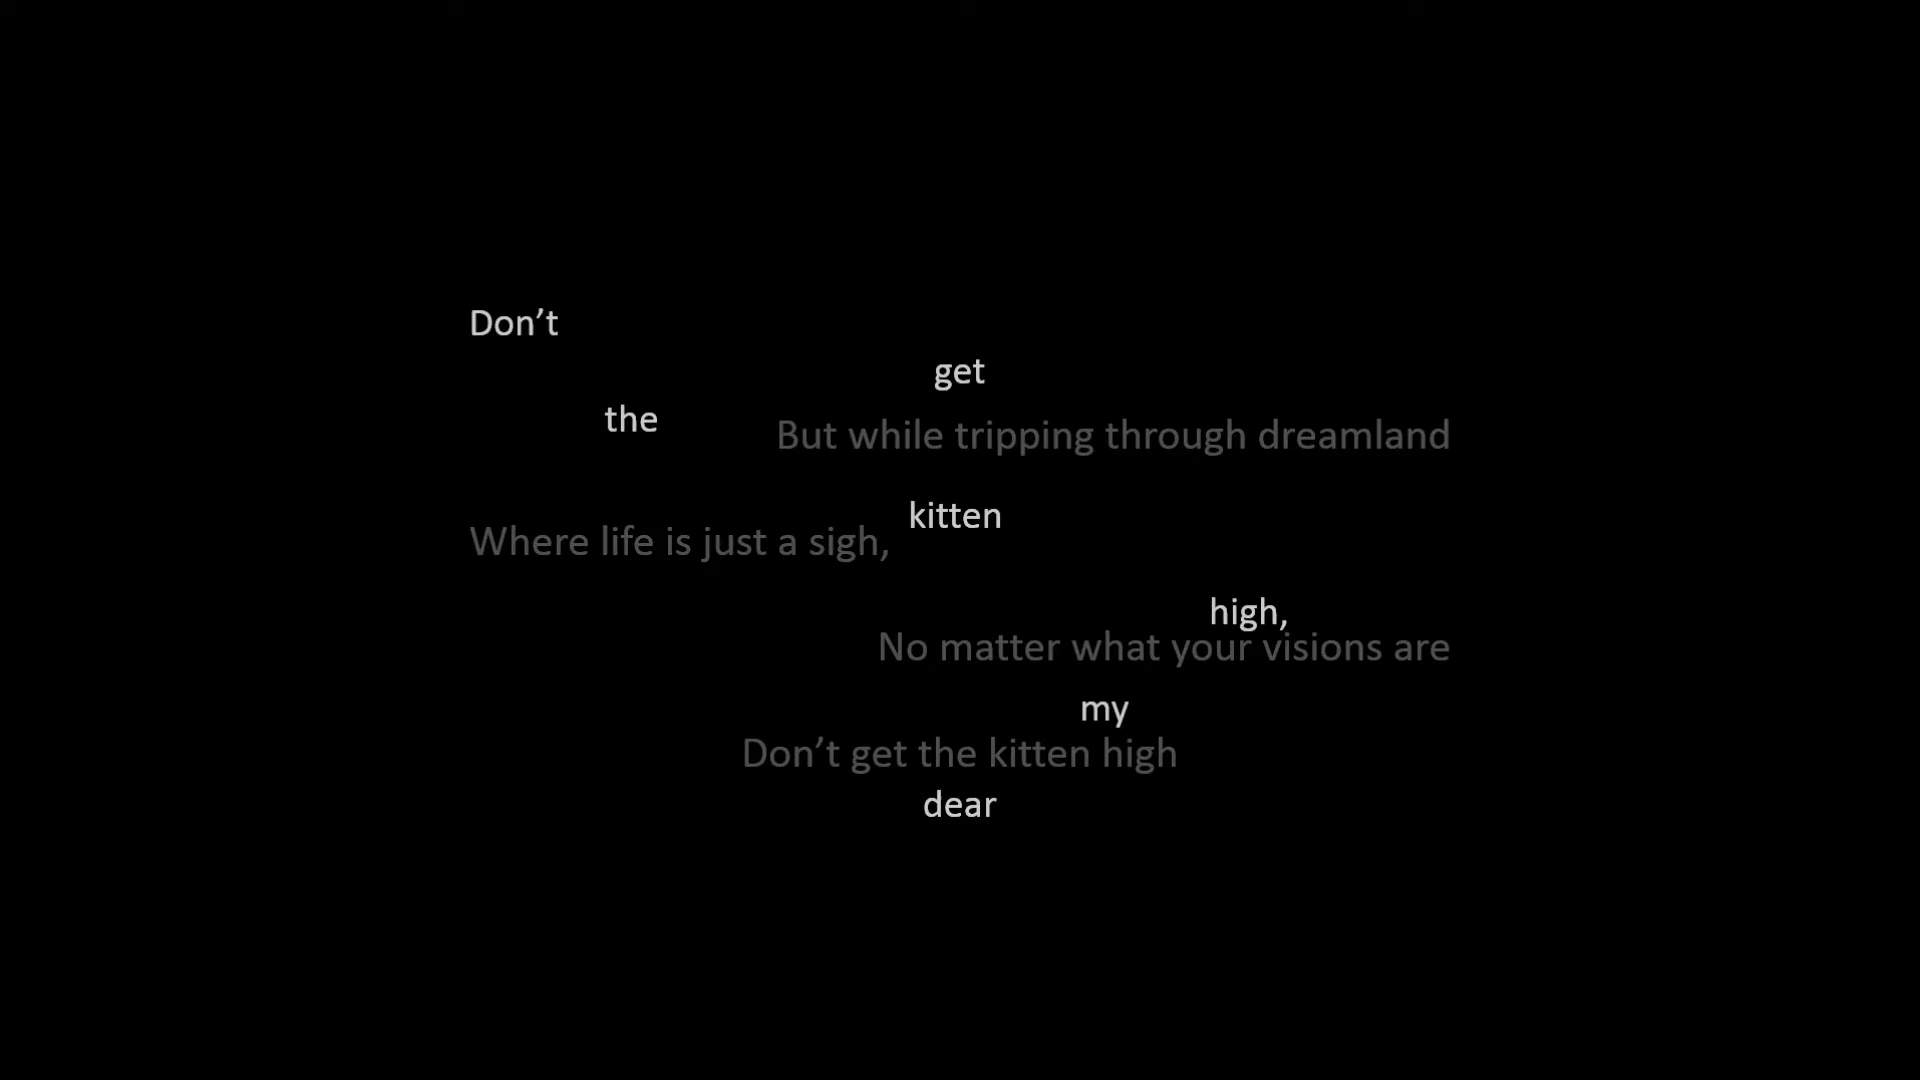 Don’t
get
the
But while tripping through dreamland
kitten
Where life is just a sigh,
high,
No matter what your visions are
my
Don’t get the kitten high
dear